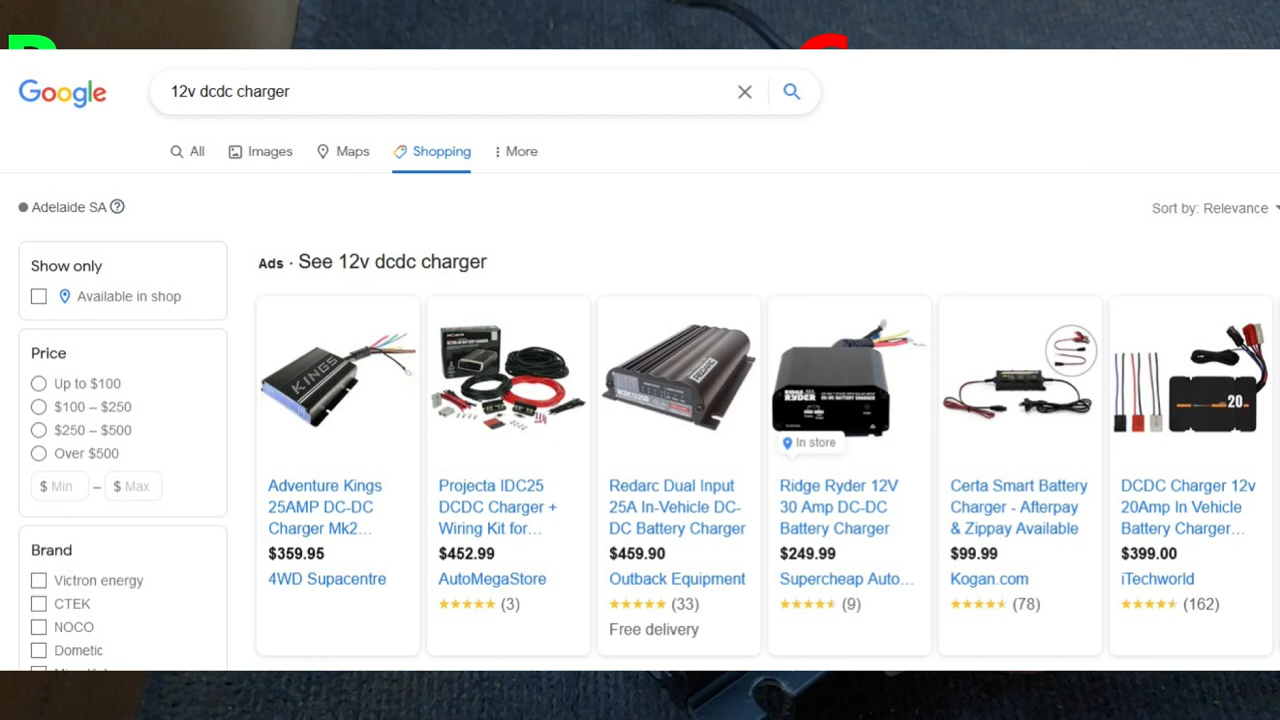 Google
12v dcdc charger
All
Images
Maps
Shopping
More
Adelaide SA
Sort by: Relevance
Show only
Available in shop
Price
Up to $100
$100 – $250
$250 – $500
Over $500
$ Min – $ Max
Brand
Victron energy
CTEK
NOCO
Dometic
Ads · See 12v dcdc charger
KINGS
Adventure Kings
25AMP DC-DC
Charger Mk2...
$359.95
4WD Supacentre
Projecta IDC25
DCDC Charger +
Wiring Kit for...
$452.99
AutoMegaStore
(3)
REDARC
Redarc Dual Input
25A In-Vehicle DC-
DC Battery Charger
$459.90
Outback Equipment
(33)
Free delivery
RIDGE
RYDER
In store
Ridge Ryder 12V
30 Amp DC-DC
Battery Charger
$249.99
Supercheap Auto...
(9)
Certa Smart Battery
Charger - Afterpay
& Zippay Available
$99.99
Kogan.com
(78)
20
DCDC Charger 12v
20Amp In Vehicle
Battery Charger...
$399.00
iTechworld
(162)